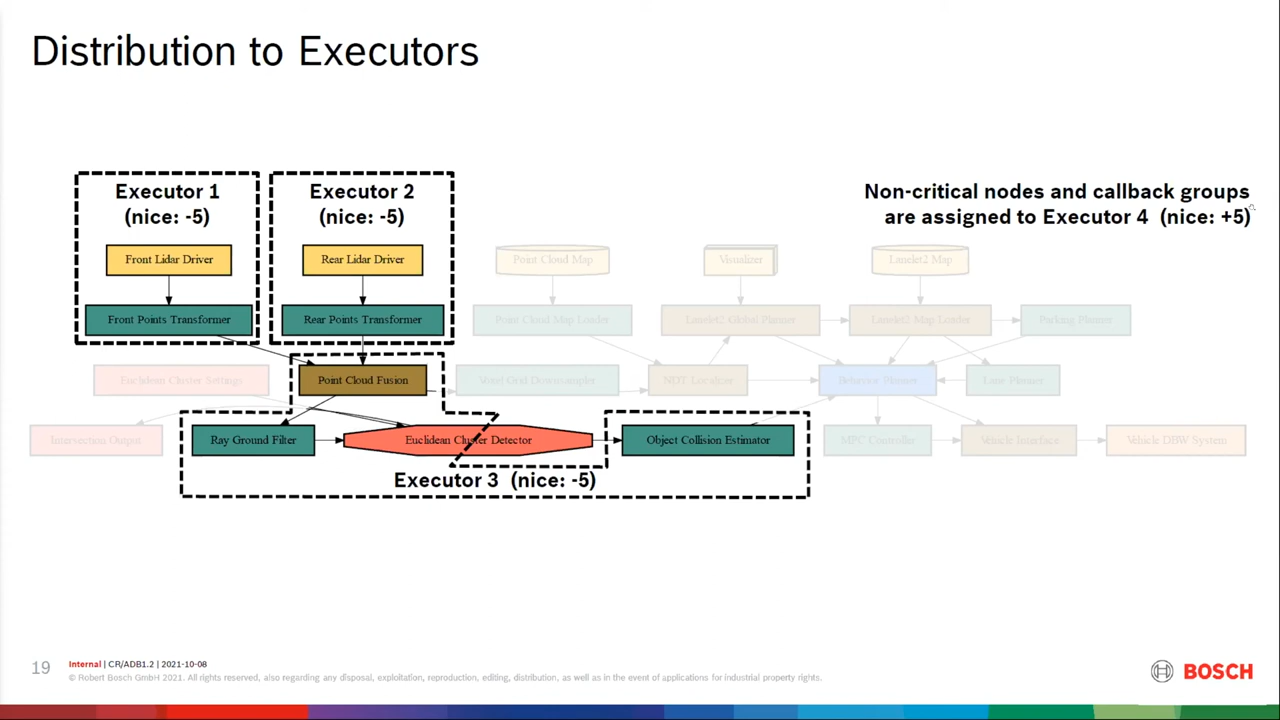 Distribution to Executors
Executor 1
(nice: -5)
Executor 2
(nice: -5)
Non-critical nodes and callback groups
are assigned to Executor 4 (nice: +5)
Front Lidar Driver
Rear Lidar Driver
Point Cloud Map
Visualizer
Lanelet2 Map
Front Points Transformer
Rear Points Transformer
Point Cloud Map Loader
Lanelet2 Global Planner
Lanelet2 Map Loader
Parking Planner
Euclidean Cluster Settings
Point Cloud Fusion
Voxel Grid Downsampler
NDT Localizer
Behavior Planner
Lane Planner
Intersection Output
Ray Ground Filter
Euclidean Cluster Detector
Object Collision Estimator
MPC Controller
Vehicle Interface
Vehicle DBW System
Executor 3 (nice: -5)
19
Internal | CR/ADB1.2 | 2021-10-08
© Robert Bosch GmbH 2021. All rights reserved, also regarding any disposal, exploitation, reproduction, editing, distribution, as well as in the event of applications for industrial property rights.
BOSCH